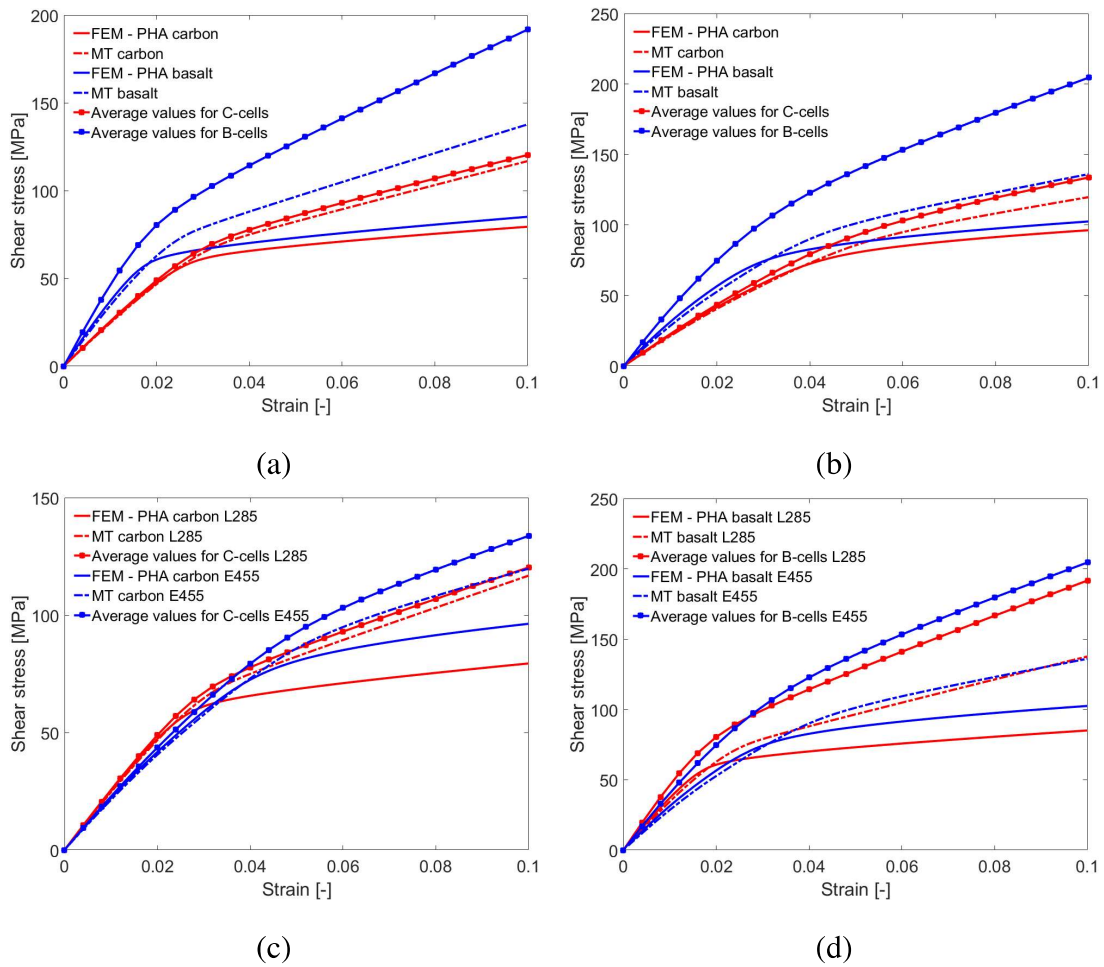 200
150
100
50
0
Shear stress [MPa]
FEM - PHA carbon
MT carbon
FEM - PHA basalt
MT basalt
Average values for C-cells
Average values for B-cells
0 0.02 0.04 0.06 0.08 0.1
Strain [-]
(a)
250
200
150
100
50
0
Shear stress [MPa]
FEM - PHA carbon
MT carbon
FEM - PHA basalt
MT basalt
Average values for C-cells
Average values for B-cells
0 0.02 0.04 0.06 0.08 0.1
Strain [-]
(b)
150
100
50
0
Shear stress [MPa]
FEM - PHA carbon L285
MT carbon L285
Average values for C-cells L285
FEM - PHA carbon E455
MT carbon E455
Average values for C-cells E455
0 0.02 0.04 0.06 0.08 0.1
Strain [-]
(c)
250
200
150
100
50
0
Shear stress [MPa]
FEM - PHA basalt L285
MT basalt L285
Average values for B-cells L285
FEM - PHA basalt E455
MT basalt E455
Average values for B-cells E455
0 0.02 0.04 0.06 0.08 0.1
Strain [-]
(d)